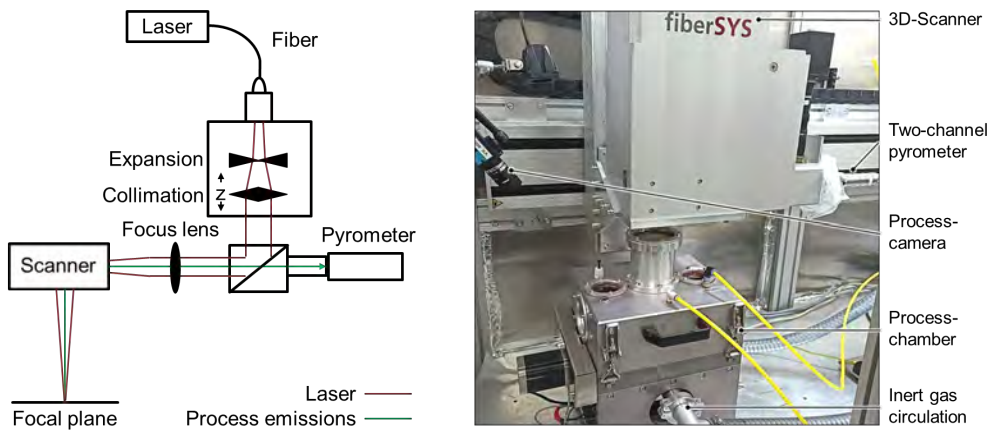 Laser
Fiber
Expansion
Collimation
Z
Focus lens
Pyrometer
Scanner
Laser
Focal plane
Process emissions
fiberSYS
3D-Scanner
Two-channel
pyrometer
Process-
camera
Process-
chamber
Inert gas
circulation